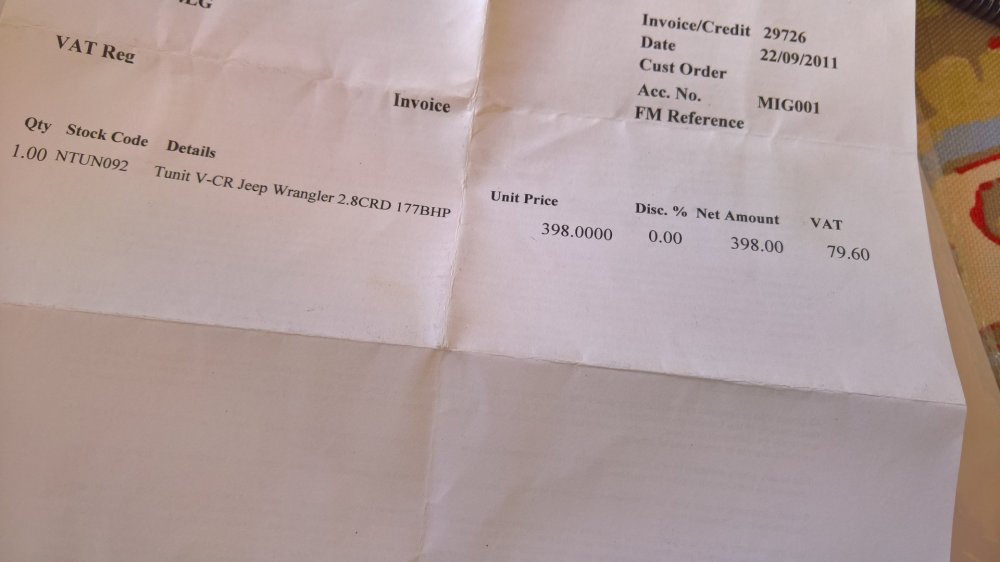 Invoice/Credit 29726
Date 22/09/2011
Cust Order
Acc. No. MIG001
FM Reference
VAT Reg
Invoice
Qty Stock Code Details Unit Price Disc. % Net Amount VAT
1.00 NTUN092 Tunit V-CR Jeep Wrangler 2.8CRD 177BHP 398.0000 0.00 398.00 79.60